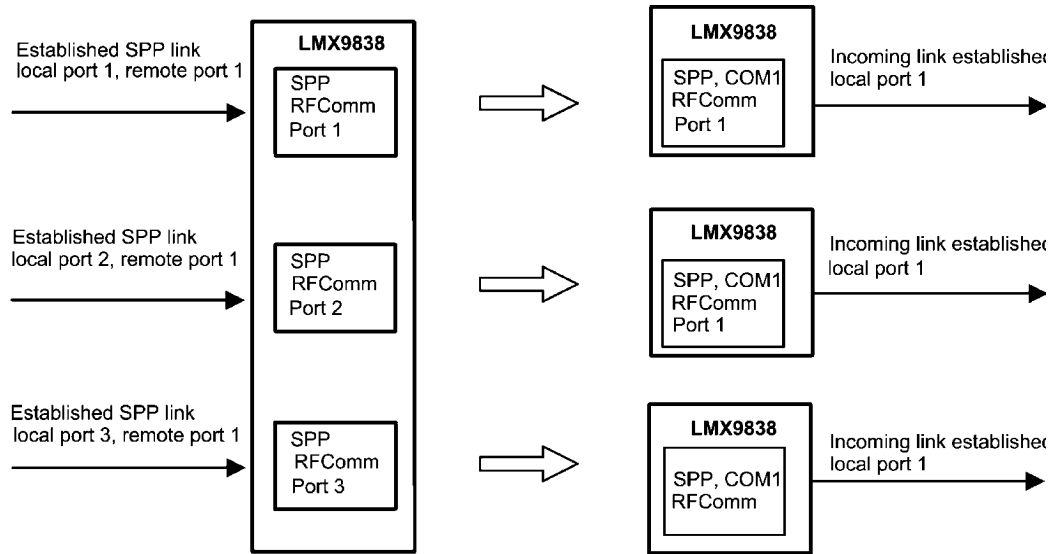 Established SPP link
local port 1, remote port 1
LMX9838
SPP
RFComm
Port 1
LMX9838
SPP, COM1
RFComm
Port 1
Incoming link established
local port 1
Established SPP link
local port 2, remote port 1
SPP
RFComm
Port 2
LMX9838
SPP, COM1
RFComm
Port 1
Incoming link established
local port 1
Established SPP link
local port 3, remote port 1
SPP
RFComm
Port 3
LMX9838
SPP, COM1
RFComm
Incoming link established
local port 1